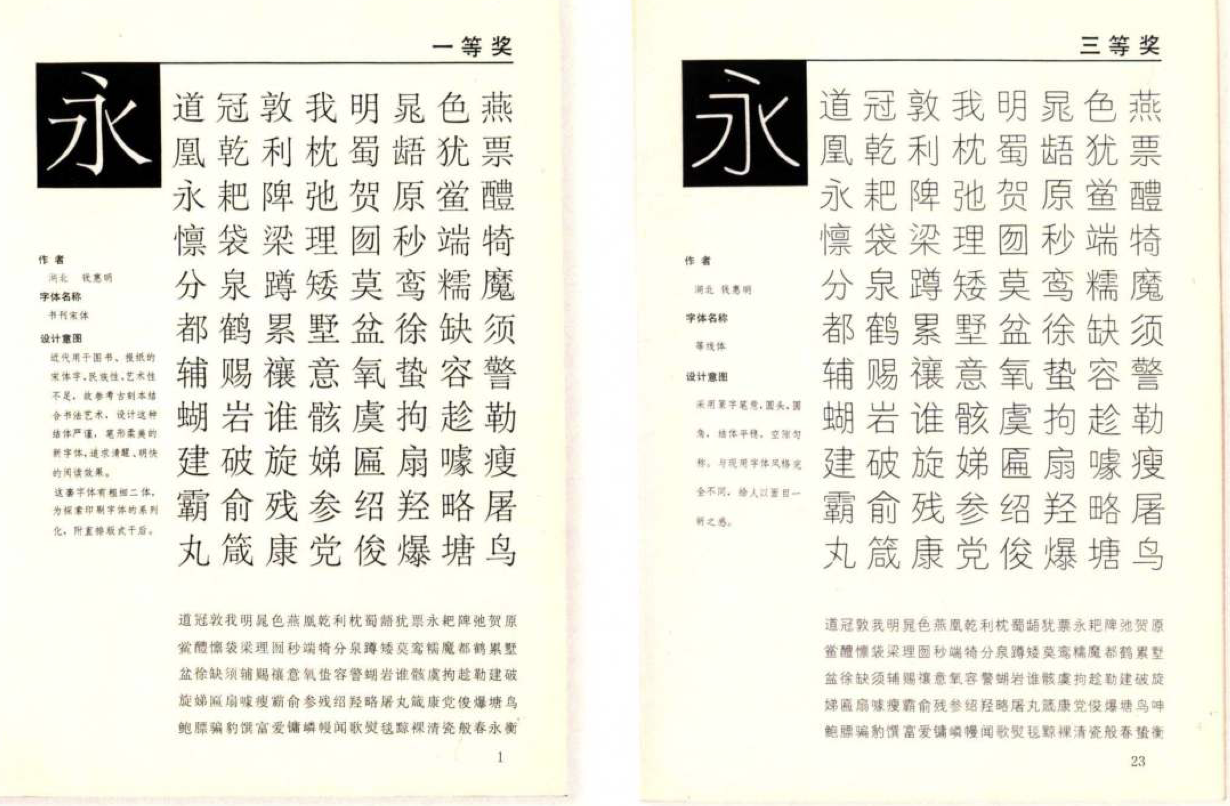 一等奖
永
道冠敦我明晁色燕
凰乾利枕蜀龉犹票
永耙陴弛贺原鲎醴
懔袋梁理囫秒端犄
分泉蹲矮莫鸾糯魔
都鹤累墅盆徐缺须
辅赐禳意氧蛰容警
蝴岩谁骸虞拘趁勒
建破旋娣匾扇噱瘦
霸俞残参绍羟略屠
丸箴康党俊爆塘鸟
作者
湖北 钱惠明
字体名称
书刊宋体
设计意图
近代用于图书、报纸的
宋体字,民族性、艺术性
不足,故参考古刻本结
合书法艺术,设计这种
结体严谨,笔形柔美的
新字体,追求清醒、明快
的阅读效果。
这套字体有粗细二体,
为探索印刷字体的系列
化,附直排版式于后。
道冠敦我明晁色燕凰乾利枕蜀龉犹票永耙陴弛贺原
鲎醴懔袋梁理囫秒端犄分泉蹲矮莫鸾糯魔都鹤累墅
盆徐缺须辅赐禳意氧蛰容警蝴岩谁骸虞拘趁勒建破
旋娣匾扇噱瘦霸俞参残绍羟略屠丸箴康党俊爆塘鸟
鲍膘骗豹馔富爱镛嶙幔闻歌熨毯黥裸清瓷般春永衡
1
三等奖
永
道冠敦我明晁色燕
凰乾利枕蜀龉犹票
永耙陴弛贺原鲎醴
懔袋梁理囫秒端犄
分泉蹲矮莫鸾糯魔
都鹤累墅盆徐缺须
辅赐禳意氧蛰容警
蝴岩谁骸虞拘趁勒
建破旋娣匾扇噱瘦
霸俞残参绍羟略屠
丸箴康党俊爆塘鸟
作者
湖北 钱惠明
字体名称
等线体
设计意图
采用篆字笔意,圆头、圆
角,结体平稳,空隙匀
称,与现用字体风格完
全不同,给人以面目一
新之感。
道冠敦我明晁色燕凰乾利枕蜀龉犹票永耙陴弛贺原
鲎醴懔袋梁理囫秒端犄分泉蹲矮莫鸾糯魔都鹤累墅
盆徐缺须辅赐禳意氧容警蝴岩谁骸虞拘趁勒建破旋
娣匾扇噱瘦霸俞残参绍羟略屠丸箴康党俊爆塘鸟呻
鲍膘骗豹馔富爱镛嶙幔闻歌熨毯黥裸清瓷般春蛰衡
23